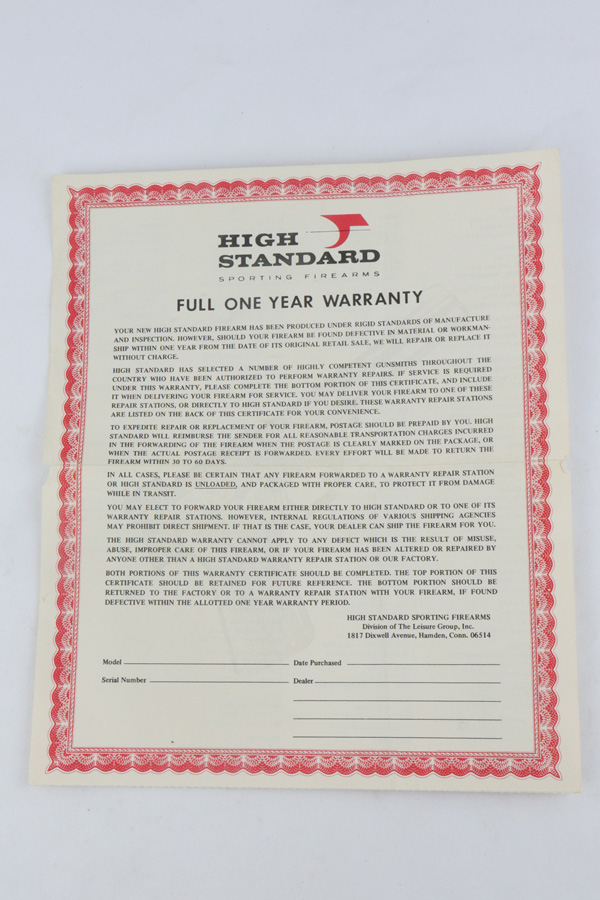 HIGH
STANDARD
SPORTING FIREARMS
FULL ONE YEAR WARRANTY
YOUR NEW HIGH STANDARD FIREARM HAS BEEN PRODUCED UNDER RIGID STANDARDS OF MANUFACTURE
AND INSPECTION. HOWEVER, SHOULD YOUR FIREARM BE FOUND DEFECTIVE IN MATERIAL OR WORKMAN-
SHIP WITHIN ONE YEAR FROM THE DATE OF ITS ORIGINAL RETAIL SALE, WE WILL REPAIR OR REPLACE IT
WITHOUT CHARGE.
HIGH STANDARD HAS SELECTED A NUMBER OF HIGHLY COMPETENT GUNSMITHS THROUGHOUT THE
COUNTRY WHO HAVE BEEN AUTHORIZED TO PERFORM WARRANTY REPAIRS. IF SERVICE IS REQUIRED
UNDER THIS WARRANTY, PLEASE COMPLETE THE BOTTOM PORTION OF THIS CERTIFICATE, AND INCLUDE
IT WHEN DELIVERING YOUR FIREARM FOR SERVICE. YOU MAY DELIVER YOUR FIREARM TO ONE OF THESE
REPAIR STATIONS, OR DIRECTLY TO HIGH STANDARD IF YOU DESIRE. THESE WARRANTY REPAIR STATIONS
ARE LISTED ON THE BACK OF THIS CERTIFICATE FOR YOUR CONVENIENCE.
TO EXPEDITE REPAIR OR REPLACEMENT OF YOUR FIREARM, POSTAGE SHOULD BE PREPAID BY YOU. HIGH
STANDARD WILL REIMBURSE THE SENDER FOR ALL REASONABLE TRANSPORTATION CHARGES INCURRED
IN THE FORWARDING OF THE FIREARM WHEN THE POSTAGE IS CLEARLY MARKED ON THE PACKAGE, OR
WHEN THE ACTUAL POSTAGE RECEIPT IS FORWARDED. EVERY EFFORT WILL BE MADE TO RETURN THE
FIREARM WITHIN 30 TO 60 DAYS.
IN ALL CASES, PLEASE BE CERTAIN THAT ANY FIREARM FORWARDED TO A WARRANTY REPAIR STATION
OR HIGH STANDARD IS UNLOADED, AND PACKAGED WITH PROPER CARE, TO PROTECT IT FROM DAMAGE
WHILE IN TRANSIT.
YOU MAY ELECT TO FORWARD YOUR FIREARM EITHER DIRECTLY TO HIGH STANDARD OR TO ONE OF ITS
WARRANTY REPAIR STATIONS. HOWEVER, INTERNAL REGULATIONS OF VARIOUS SHIPPING AGENCIES
MAY PROHIBIT DIRECT SHIPMENT. IF THAT IS THE CASE, YOUR DEALER CAN SHIP THE FIREARM FOR YOU.
THE HIGH STANDARD WARRANTY CANNOT APPLY TO ANY DEFECT WHICH IS THE RESULT OF MISUSE,
ABUSE, IMPROPER CARE OF THIS FIREARM, OR IF YOUR FIREARM HAS BEEN ALTERED OR REPAIRED BY
ANYONE OTHER THAN A HIGH STANDARD WARRANTY REPAIR STATION OR OUR FACTORY.
BOTH PORTIONS OF THIS WARRANTY CERTIFICATE SHOULD BE COMPLETED. THE TOP PORTION OF THIS
CERTIFICATE SHOULD BE RETAINED FOR FUTURE REFERENCE. THE BOTTOM PORTION SHOULD BE
RETURNED TO THE FACTORY OR TO A WARRANTY REPAIR STATION WITH YOUR FIREARM, IF FOUND
DEFECTIVE WITHIN THE ALLOTTED ONE YEAR WARRANTY PERIOD.
HIGH STANDARD SPORTING FIREARMS
Division of The Leisure Group, Inc.
1817 Dixwell Avenue, Hamden, Conn. 06514
Model Date Purchased
Serial Number Dealer